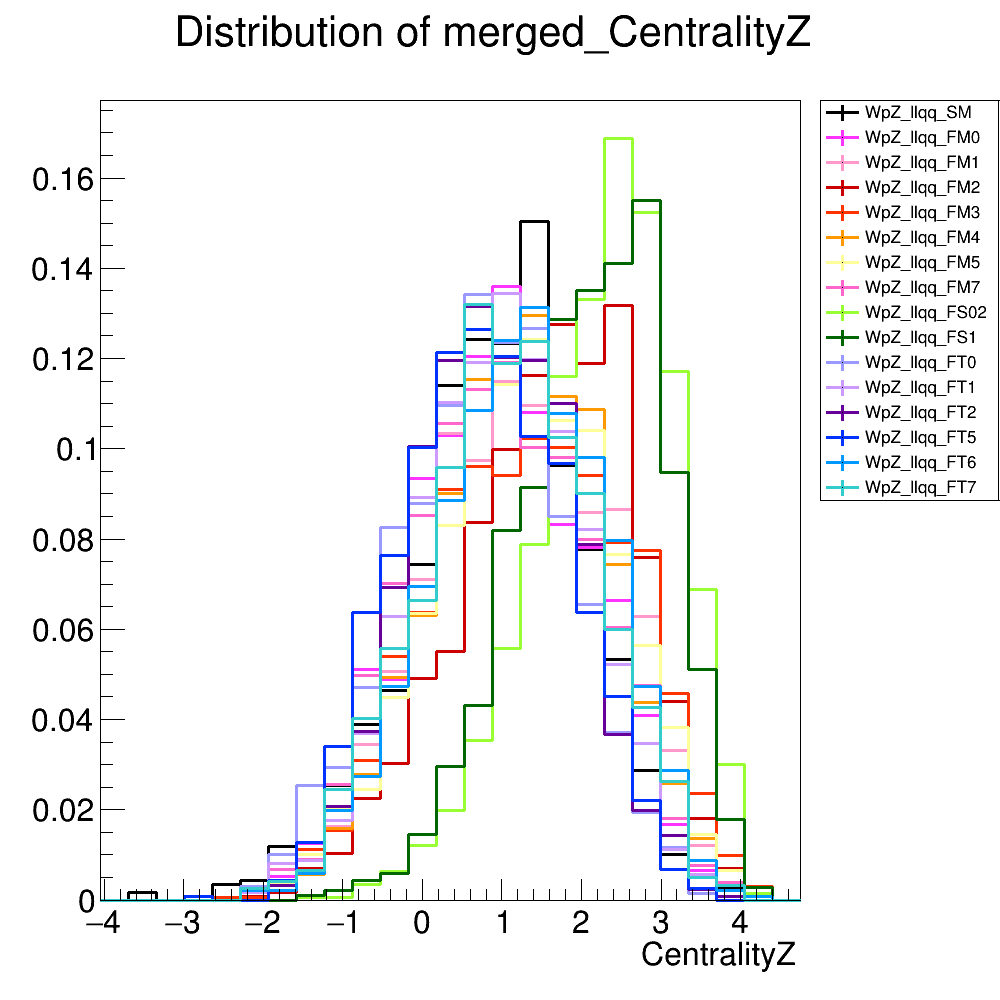 Distribution of merged_CentralityZ
WpZ_llqq_SM
WpZ_llqq_FM0
WpZ_llqq_FM1
WpZ_llqq_FM2
WpZ_llqq_FM3
WpZ_llqq_FM4
WpZ_llqq_FM5
WpZ_llqq_FM7
WpZ_llqq_FS02
WpZ_llqq_FS1
WpZ_llqq_FT0
WpZ_llqq_FT1
WpZ_llqq_FT2
WpZ_llqq_FT5
WpZ_llqq_FT6
WpZ_llqq_FT7
0.16
0.14
0.12
0.1
0.08
0.06
0.04
0.02
0
−4 −3 −2 −1 0 1 2 3 4
CentralityZ